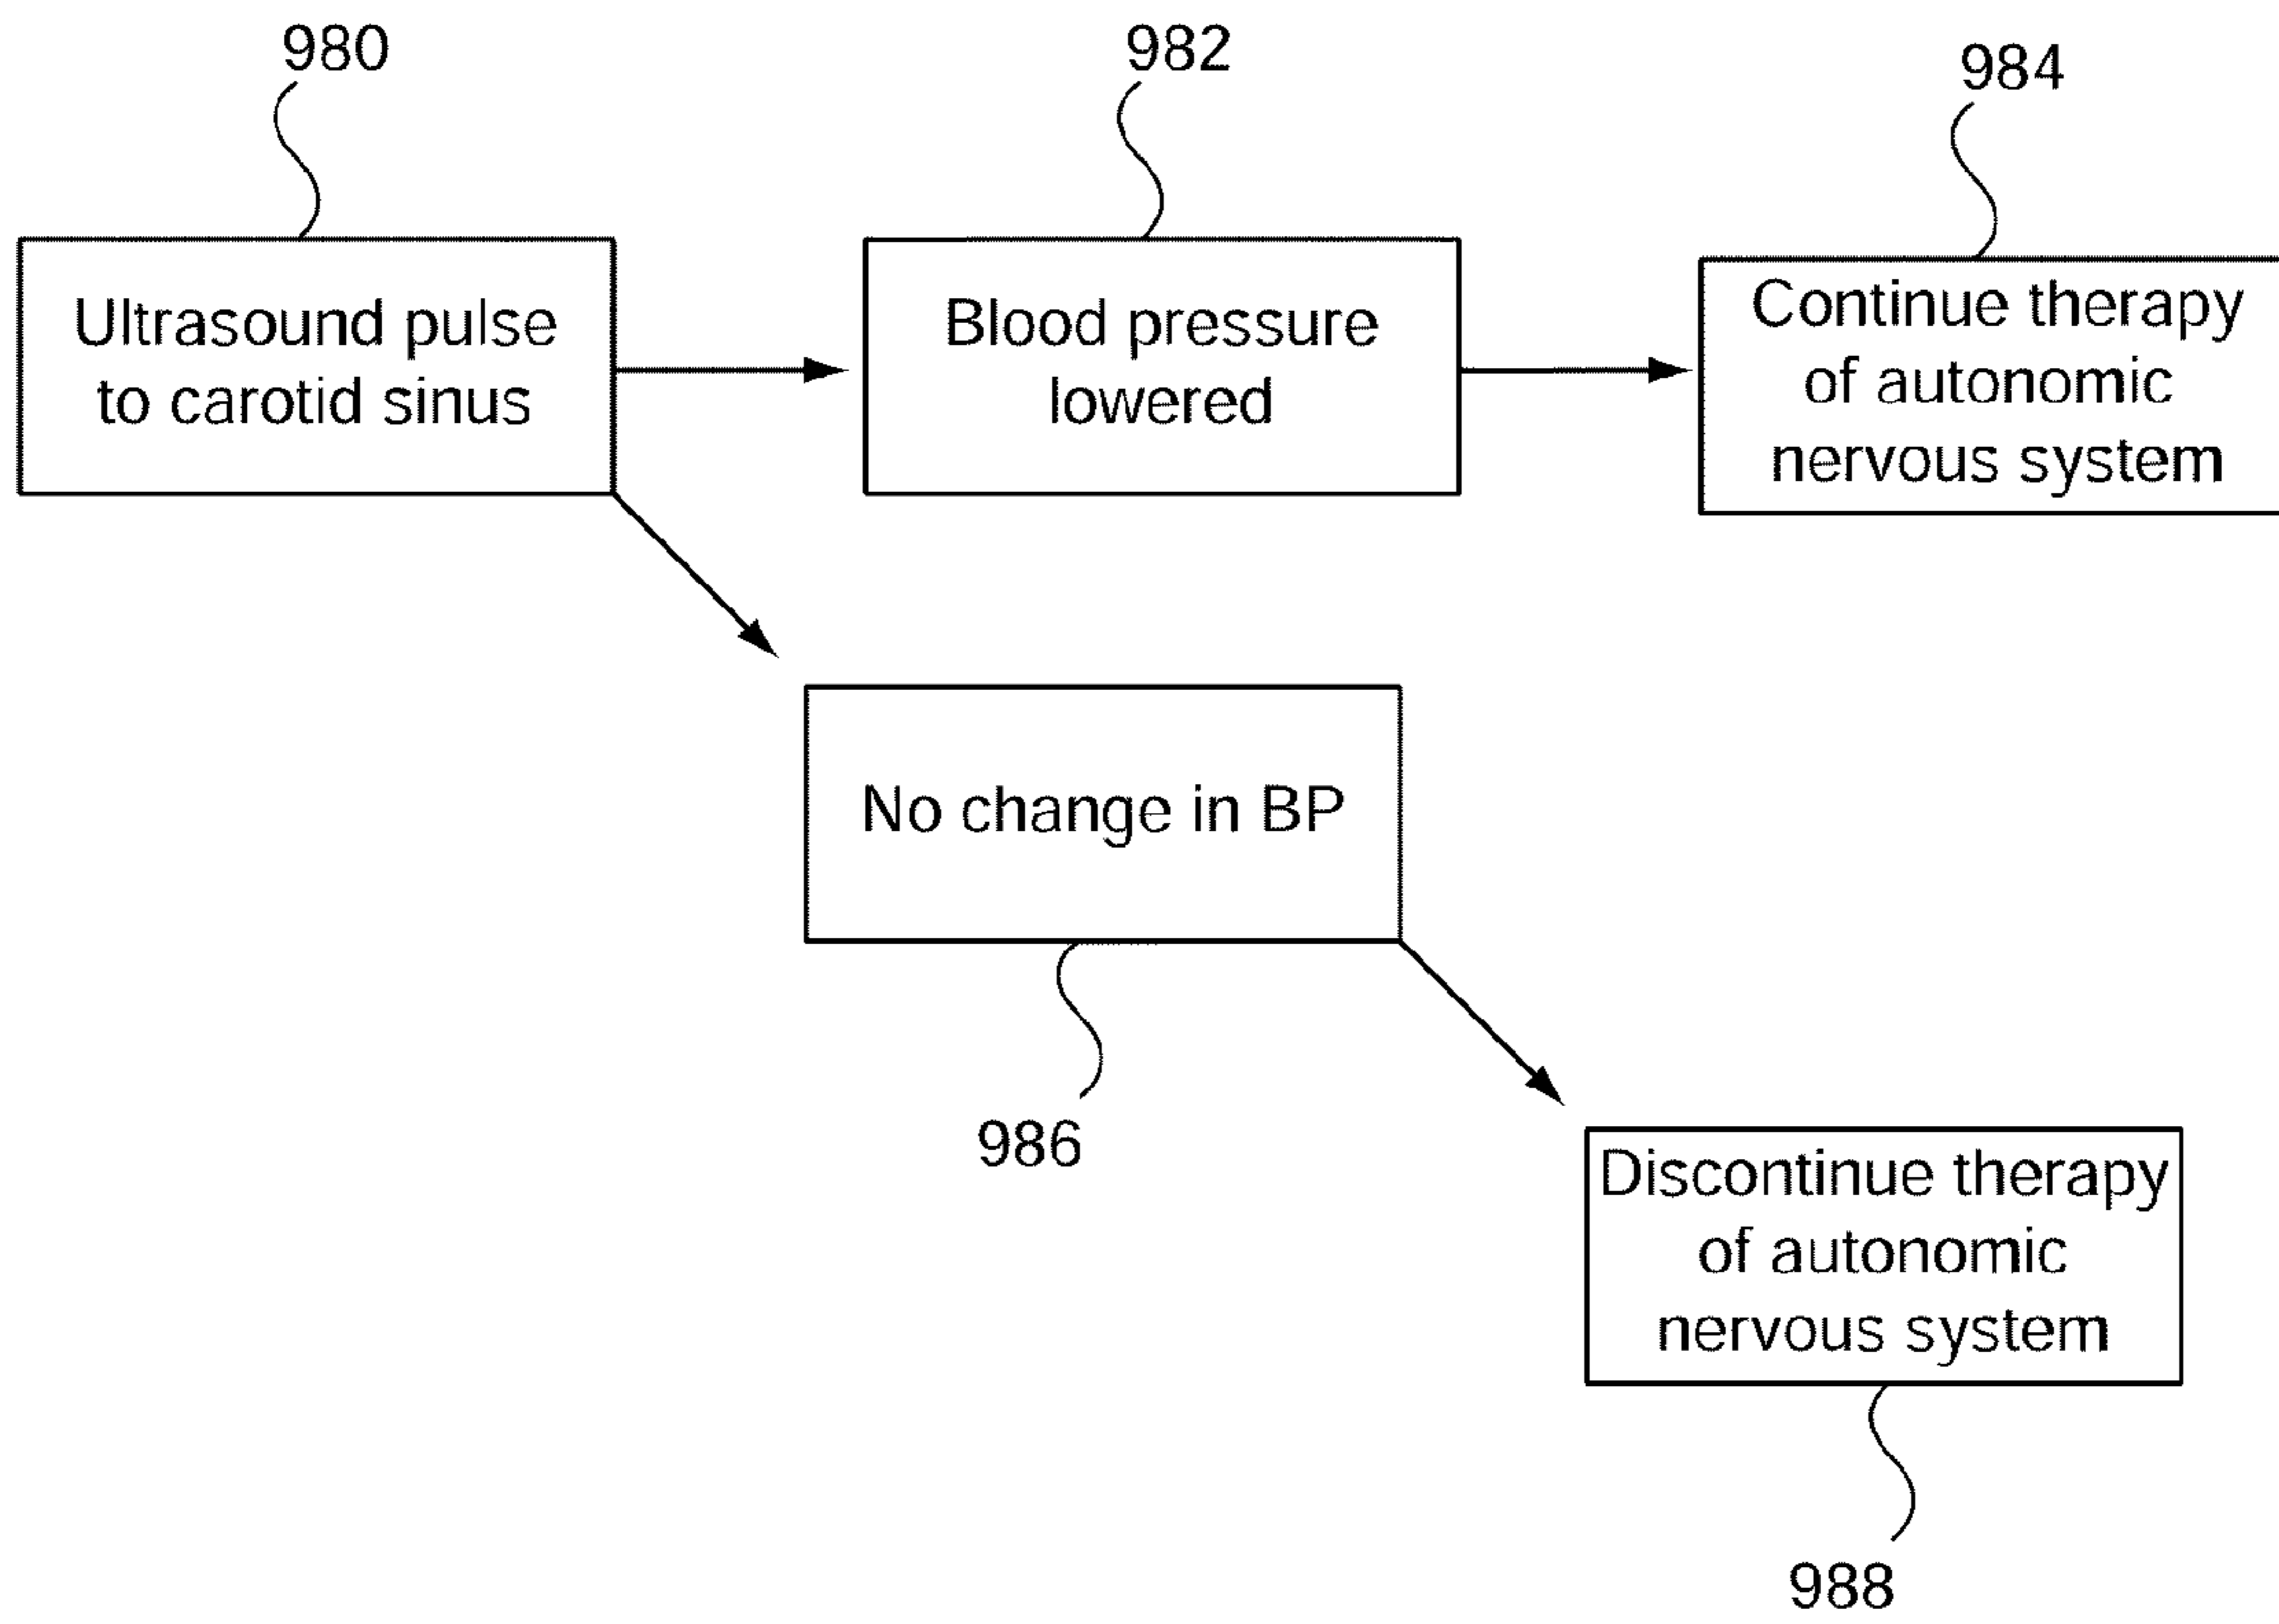 980
982
984
Ultrasound pulse
to carotid sinus
Blood pressure
lowered
Continue therapy
of autonomic
nervous system
No change in BP
986
Discontinue therapy
of autonomic
nervous system
988